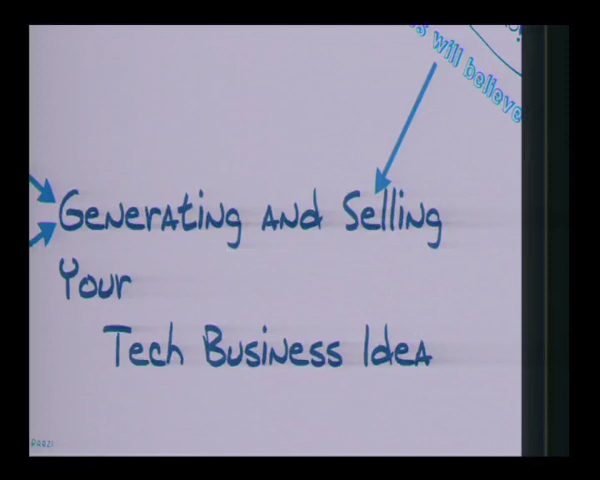 s will believe
Generating and Selling
Your
Tech Business Idea